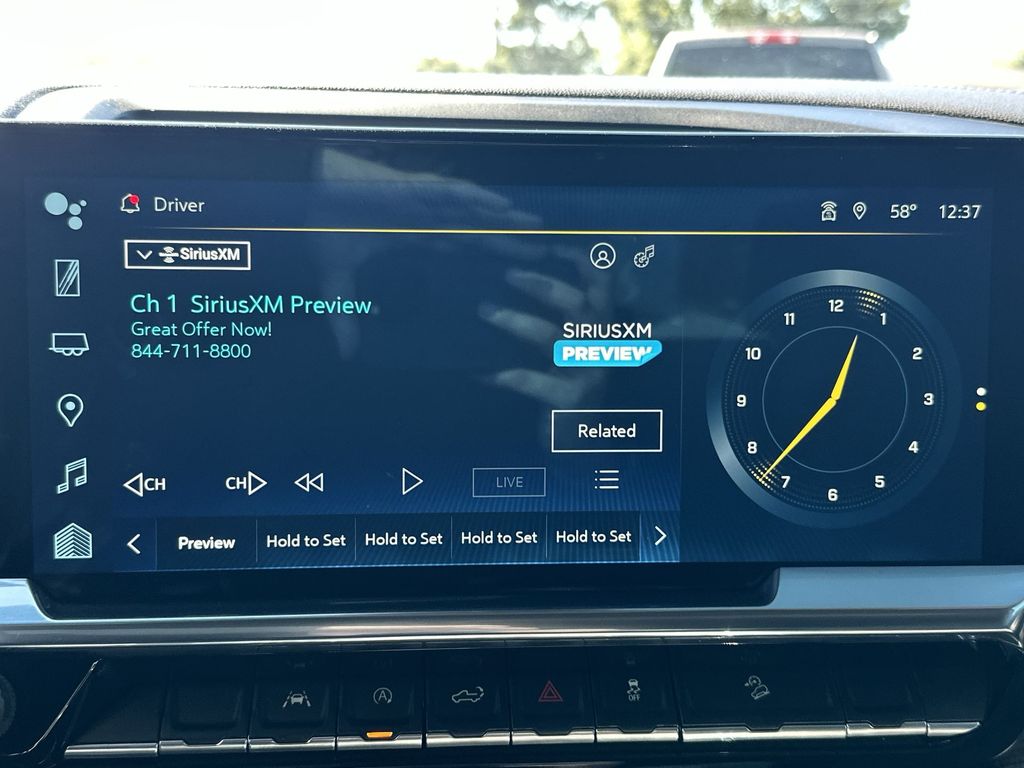 Driver
58° 12:37
SiriusXM
Ch 1 SiriusXM Preview
Great Offer Now!
844-711-8800
SIRIUSXM
PREVIEW
Related
CH
CH
LIVE
Preview
Hold to Set
Hold to Set
Hold to Set
Hold to Set
12
1
2
3
4
5
6
7
8
9
10
11
A
OFF